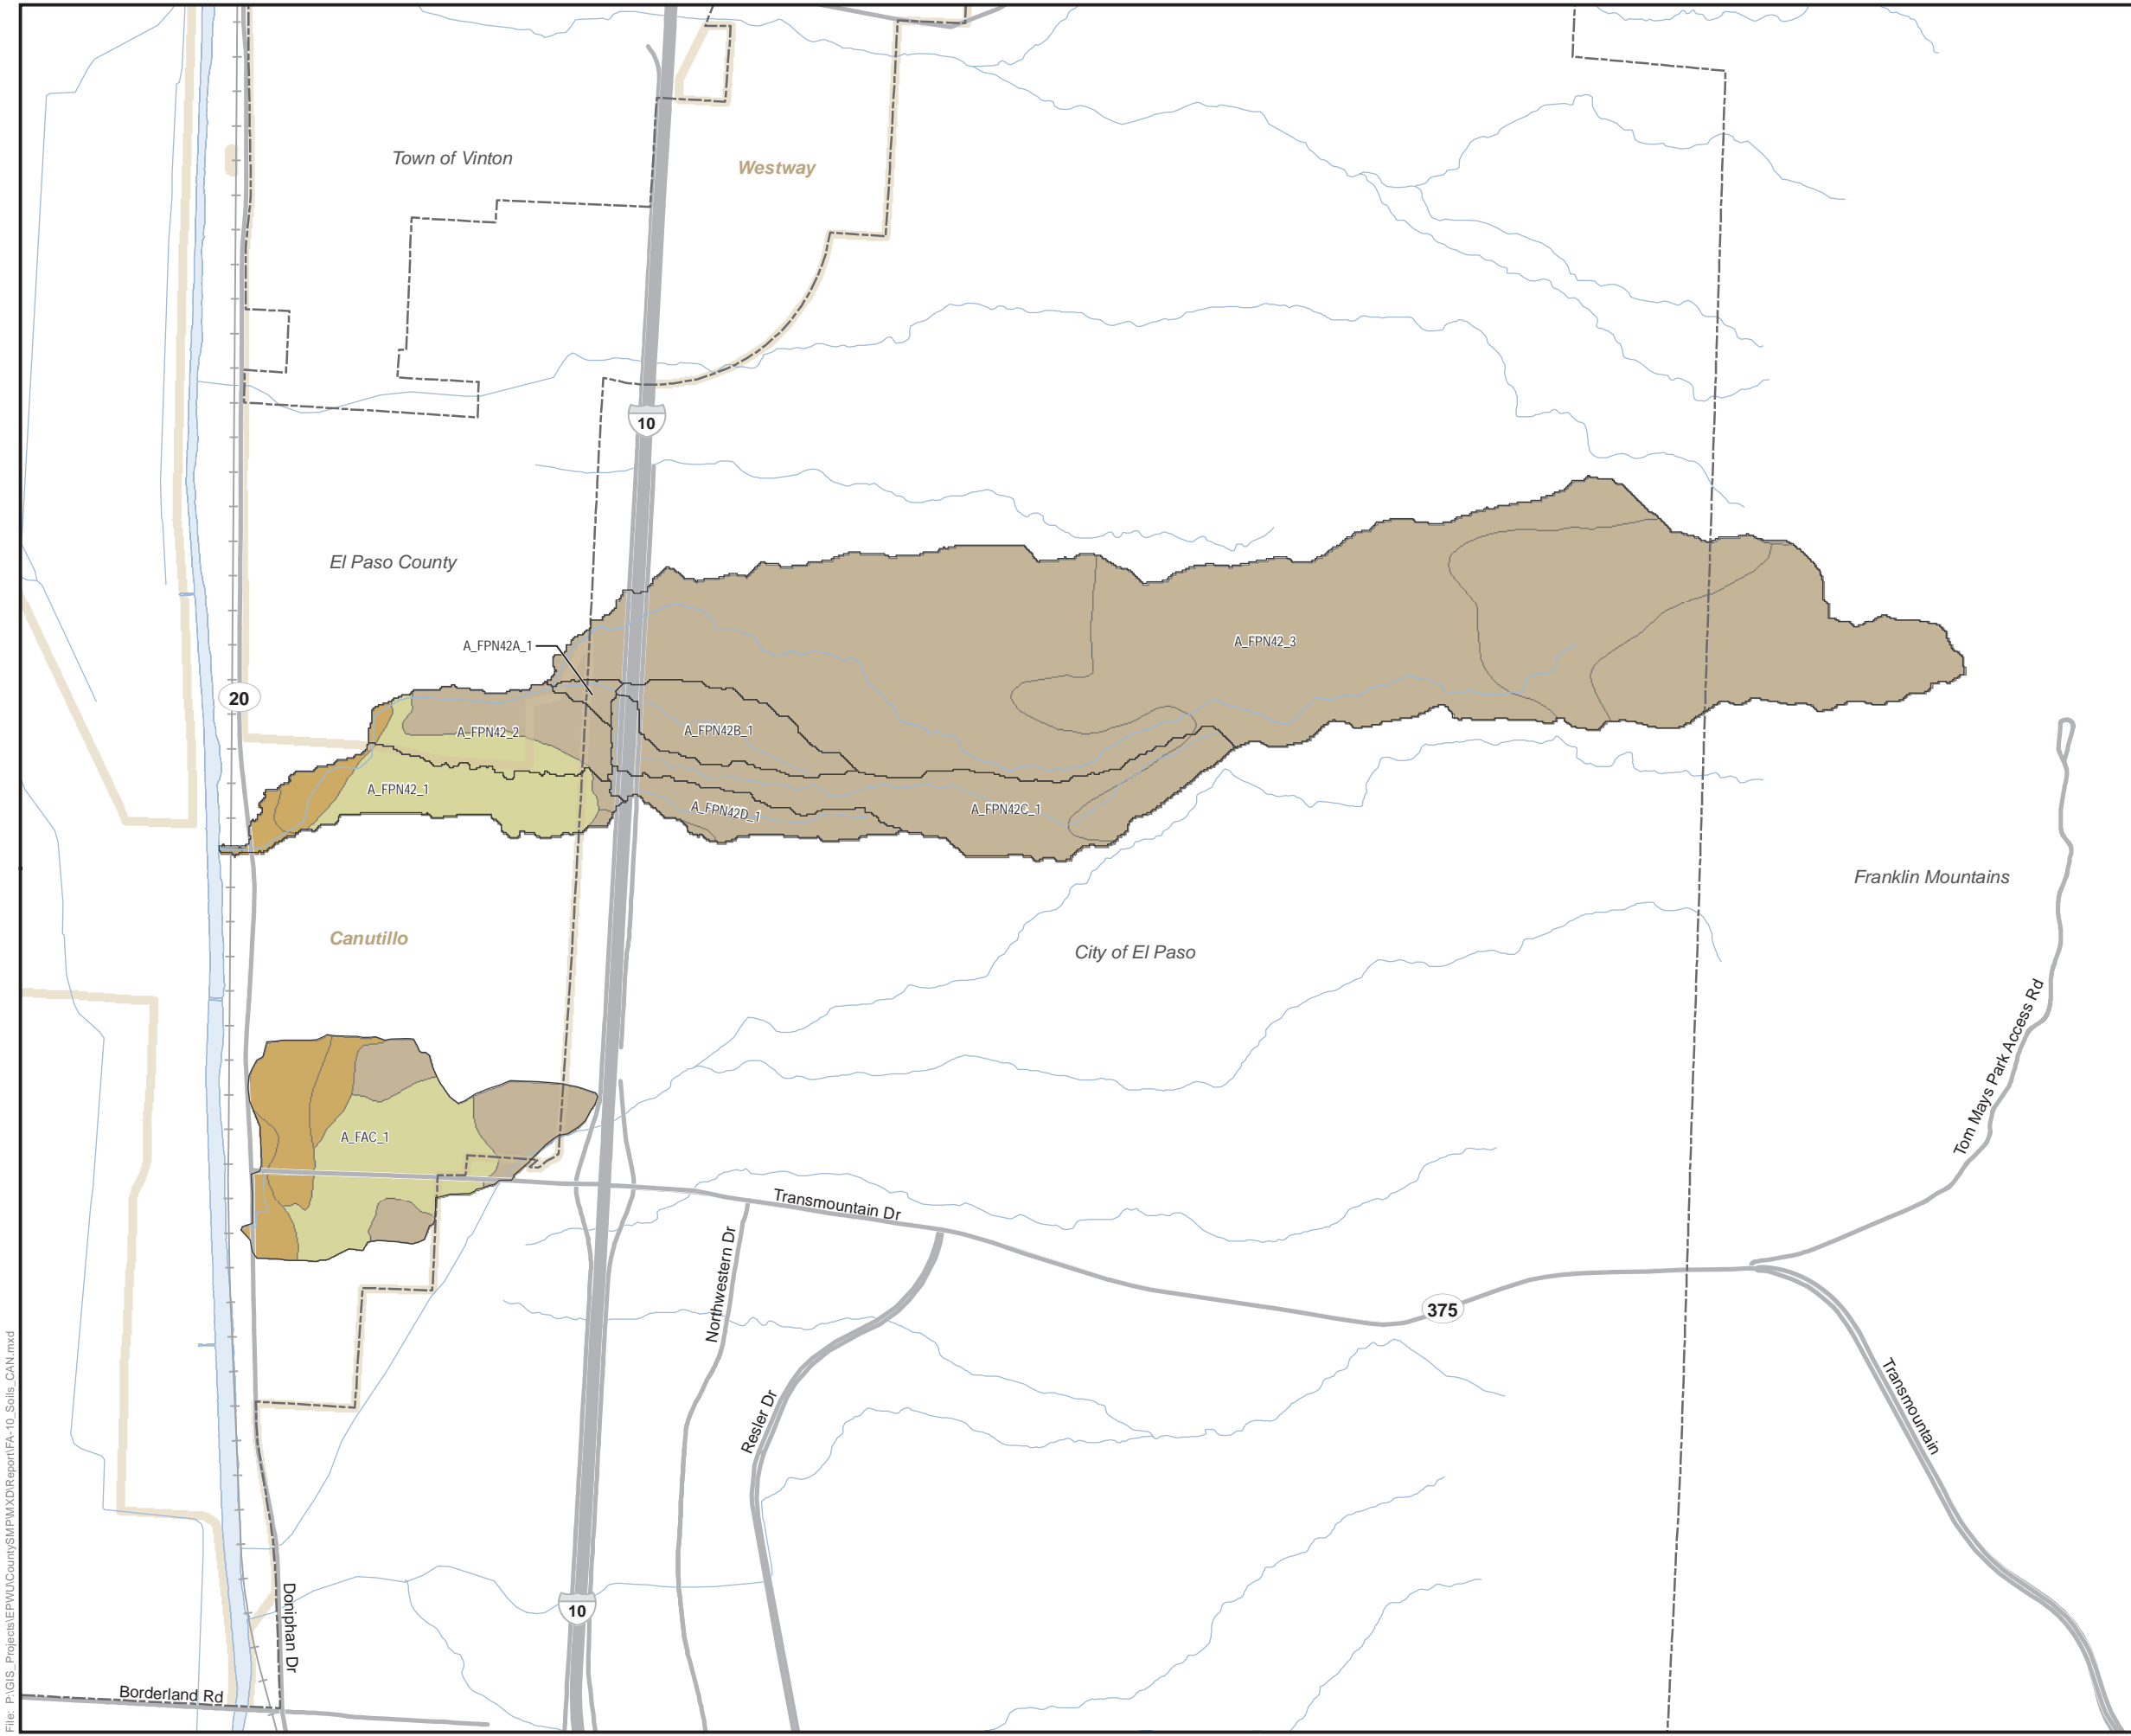 Town of Vinton
Westway
10
El Paso County
A_FPN42_3
A_FPN42A_1
20
A_FPN42_2
A_FPN42B_1
A_FPN42_1
A_FPN42D_1
A_FPN42C_1
Franklin Mountains
Canutillo
City of El Paso
Tom Mays Park Access Rd
A_FAC_1
Transmountain Dr
Northwestern Dr
375
Resler Dr
Transmountain
10
Doniphan Dr
Borderland Rd
File: P:\GIS_Projects\EPWU\CountySMP\MXD\Report\FA-10_Soils_CAN.mxd